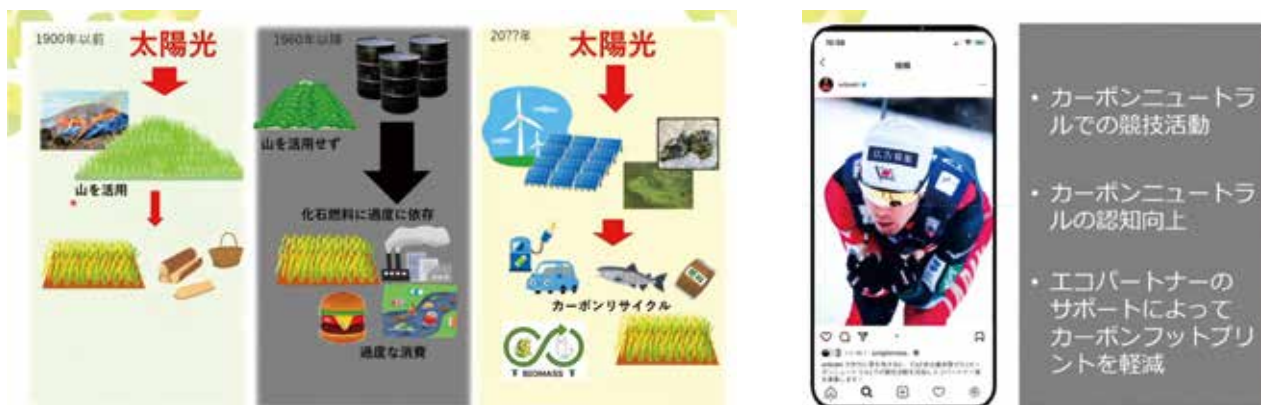 1900年以前
太陽光
山を活用
1960年以降
山を活用せず
化石燃料に過度に依存
過度な消費
20??年
太陽光
カーボンリサイクル
BIOMASS
投稿
• カーボンニュートラ
ルでの競技活動
• カーボンニュートラ
ルの認知向上
• エコパートナーの
サポートによって
カーボンフットプリ
ントを軽減